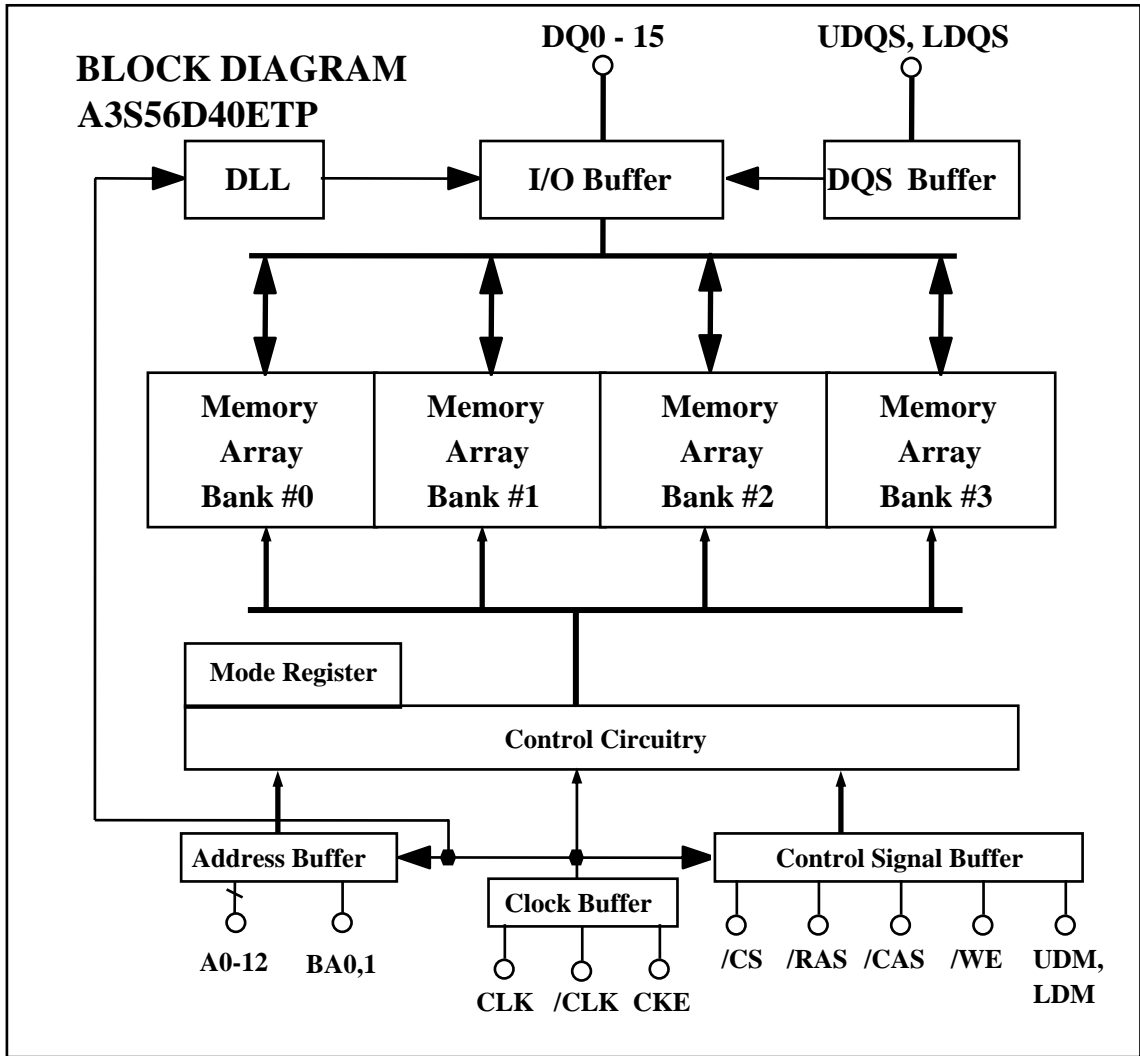 DQ0 - 15
UDQS, LDQS
BLOCK DIAGRAM
A3S56D40ETP
DLL
I/O Buffer
DQS Buffer
Memory
Array
Bank #0
Memory
Array
Bank #1
Memory
Array
Bank #2
Memory
Array
Bank #3
Mode Register
Control Circuitry
Address Buffer
Control Signal Buffer
Clock Buffer
A0-12
BA0,1
CLK
/CLK
CKE
/CS
/RAS
/CAS
/WE
UDM,
LDM